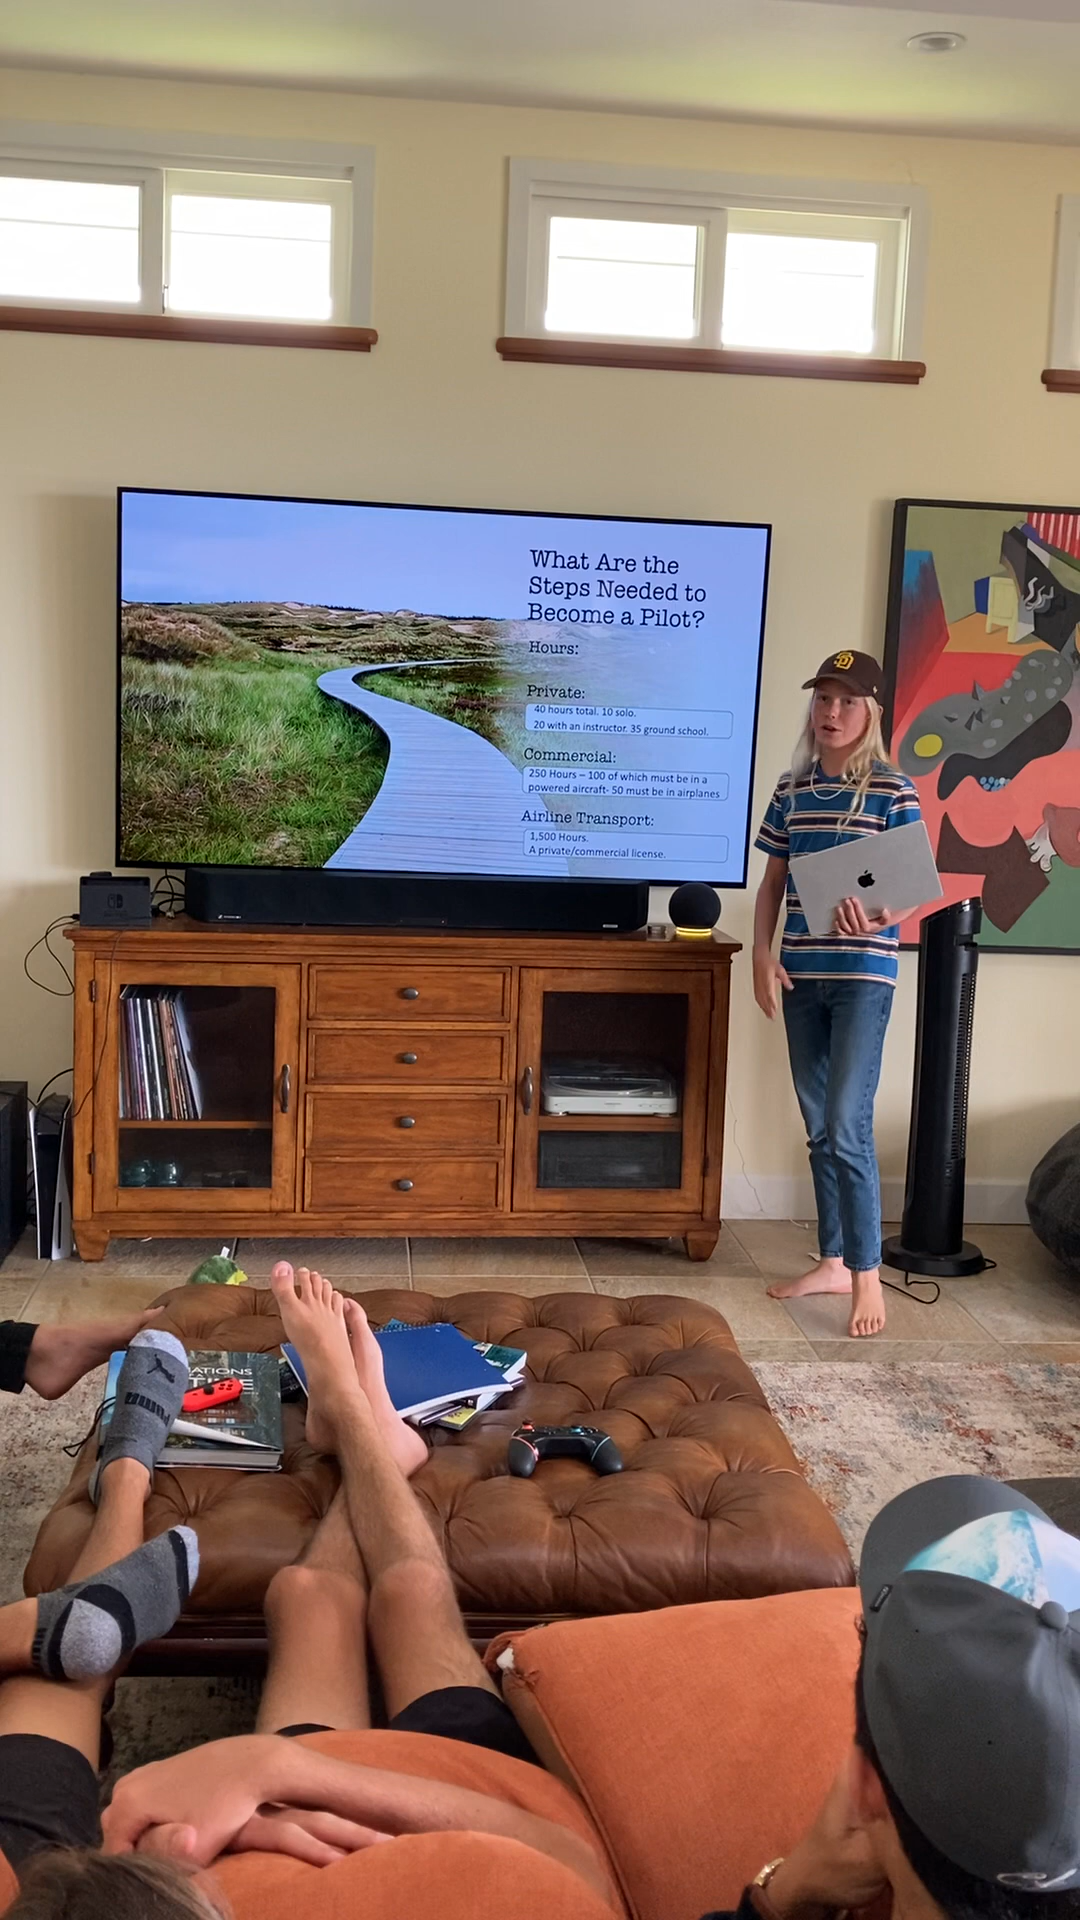 What Are the
Steps Needed to
Become a Pilot?
Hours:
Private:
40 hours total. 10 solo.
20 with an instructor. 35 ground school.
Commercial:
250 Hours – 100 of which must be in a
powered aircraft- 50 must be in airplanes
Airline Transport:
1,500 Hours.
A private/commercial license.
SD
PUMA